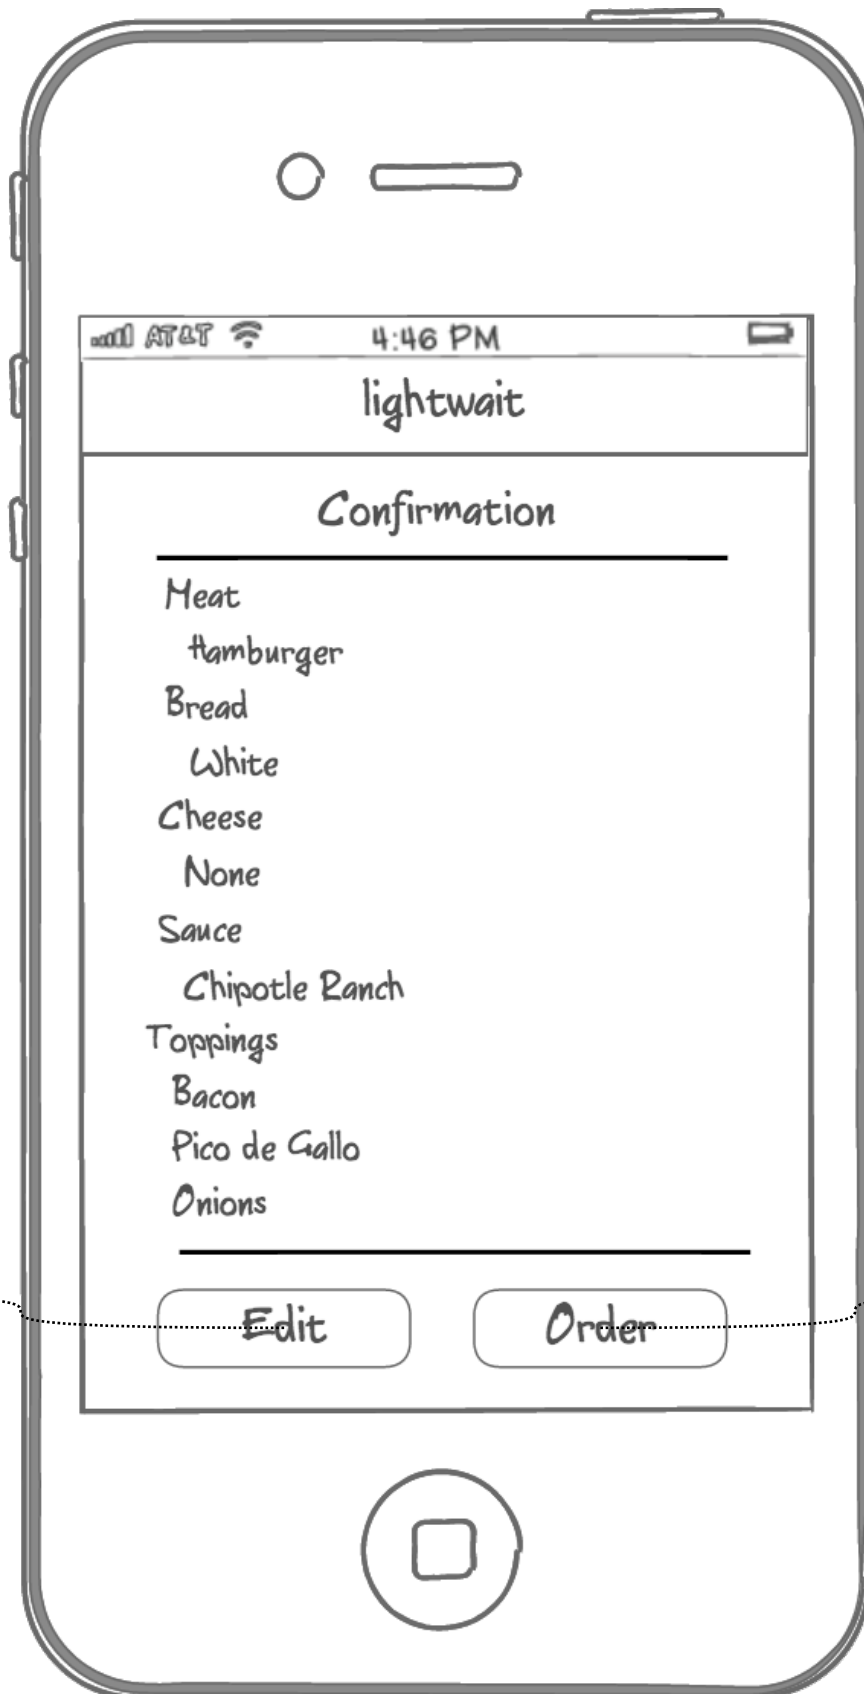 AT&T 4:46 PM
lightwait
Confirmation
Meat
Hamburger
Bread
White
Cheese
None
Sauce
Chipotle Ranch
Toppings
Bacon
Pico de Gallo
Onions
Edit Order